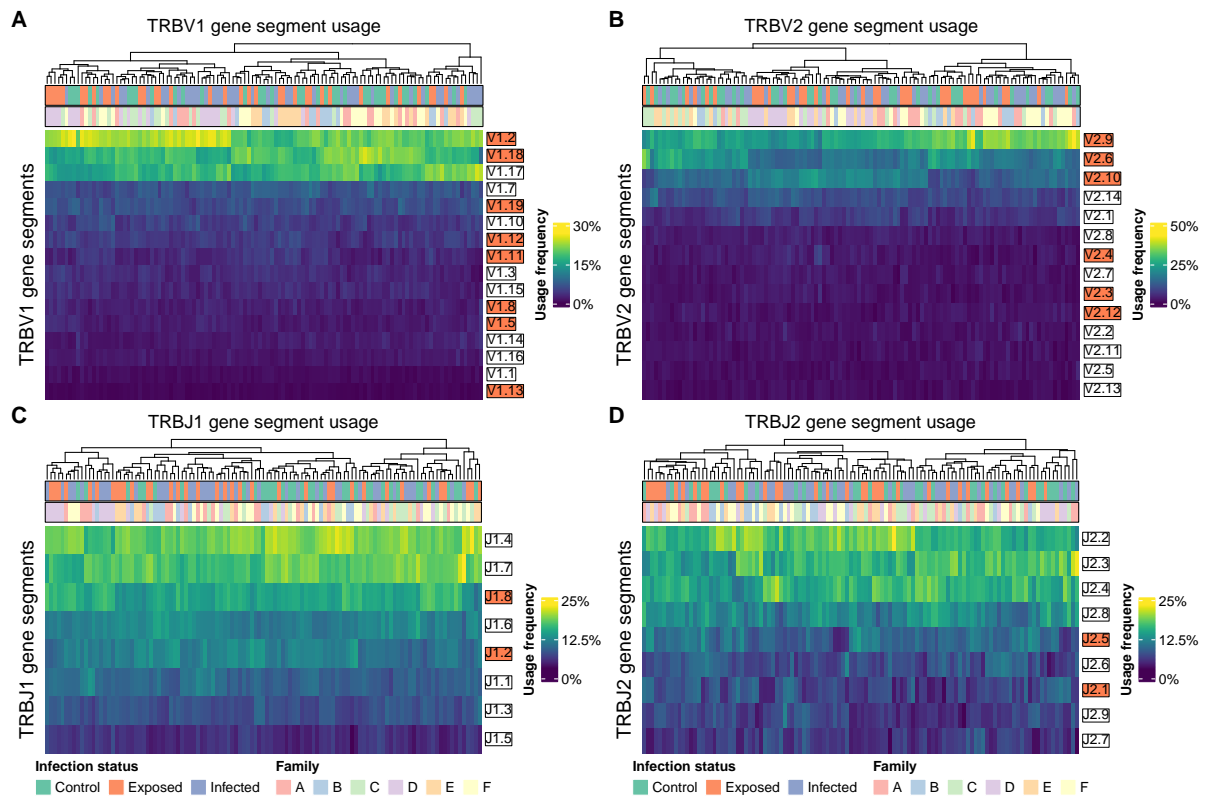 A
TRBV1 gene segment usage
TRBV1 gene segments
V1.2
V1.18
V1.17
V1.7
V1.19
V1.10
V1.12
V1.11
V1.3
V1.15
V1.8
V1.5
V1.14
V1.16
V1.1
V1.13
Usage frequency
30%
15%
0%
B
TRBV2 gene segment usage
TRBV2 gene segments
V2.9
V2.6
V2.10
V2.14
V2.1
V2.8
V2.4
V2.7
V2.3
V2.12
V2.2
V2.11
V2.5
V2.13
Usage frequency
50%
25%
0%
C
TRBJ1 gene segment usage
TRBJ1 gene segments
J1.4
J1.7
J1.8
J1.6
J1.2
J1.1
J1.3
J1.5
Usage frequency
25%
12.5%
0%
Infection status
Control Exposed Infected
Family
A B C D E F
D
TRBJ2 gene segment usage
TRBJ2 gene segments
J2.2
J2.3
J2.4
J2.8
J2.5
J2.6
J2.1
J2.9
J2.7
Usage frequency
25%
12.5%
0%
Infection status
Control Exposed Infected
Family
A B C D E F